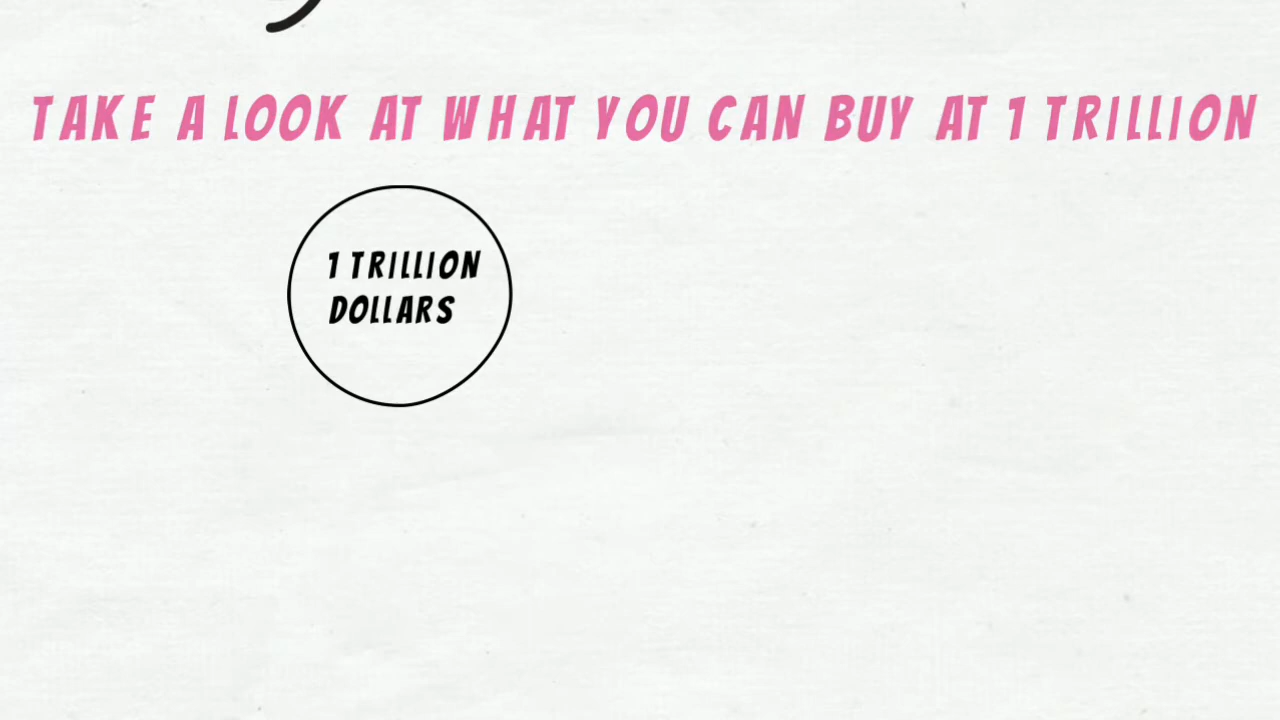 TAKE A LOOK AT WHAT YOU CAN BUY AT 1 TRILLION
1 TRILLION
DOLLARS